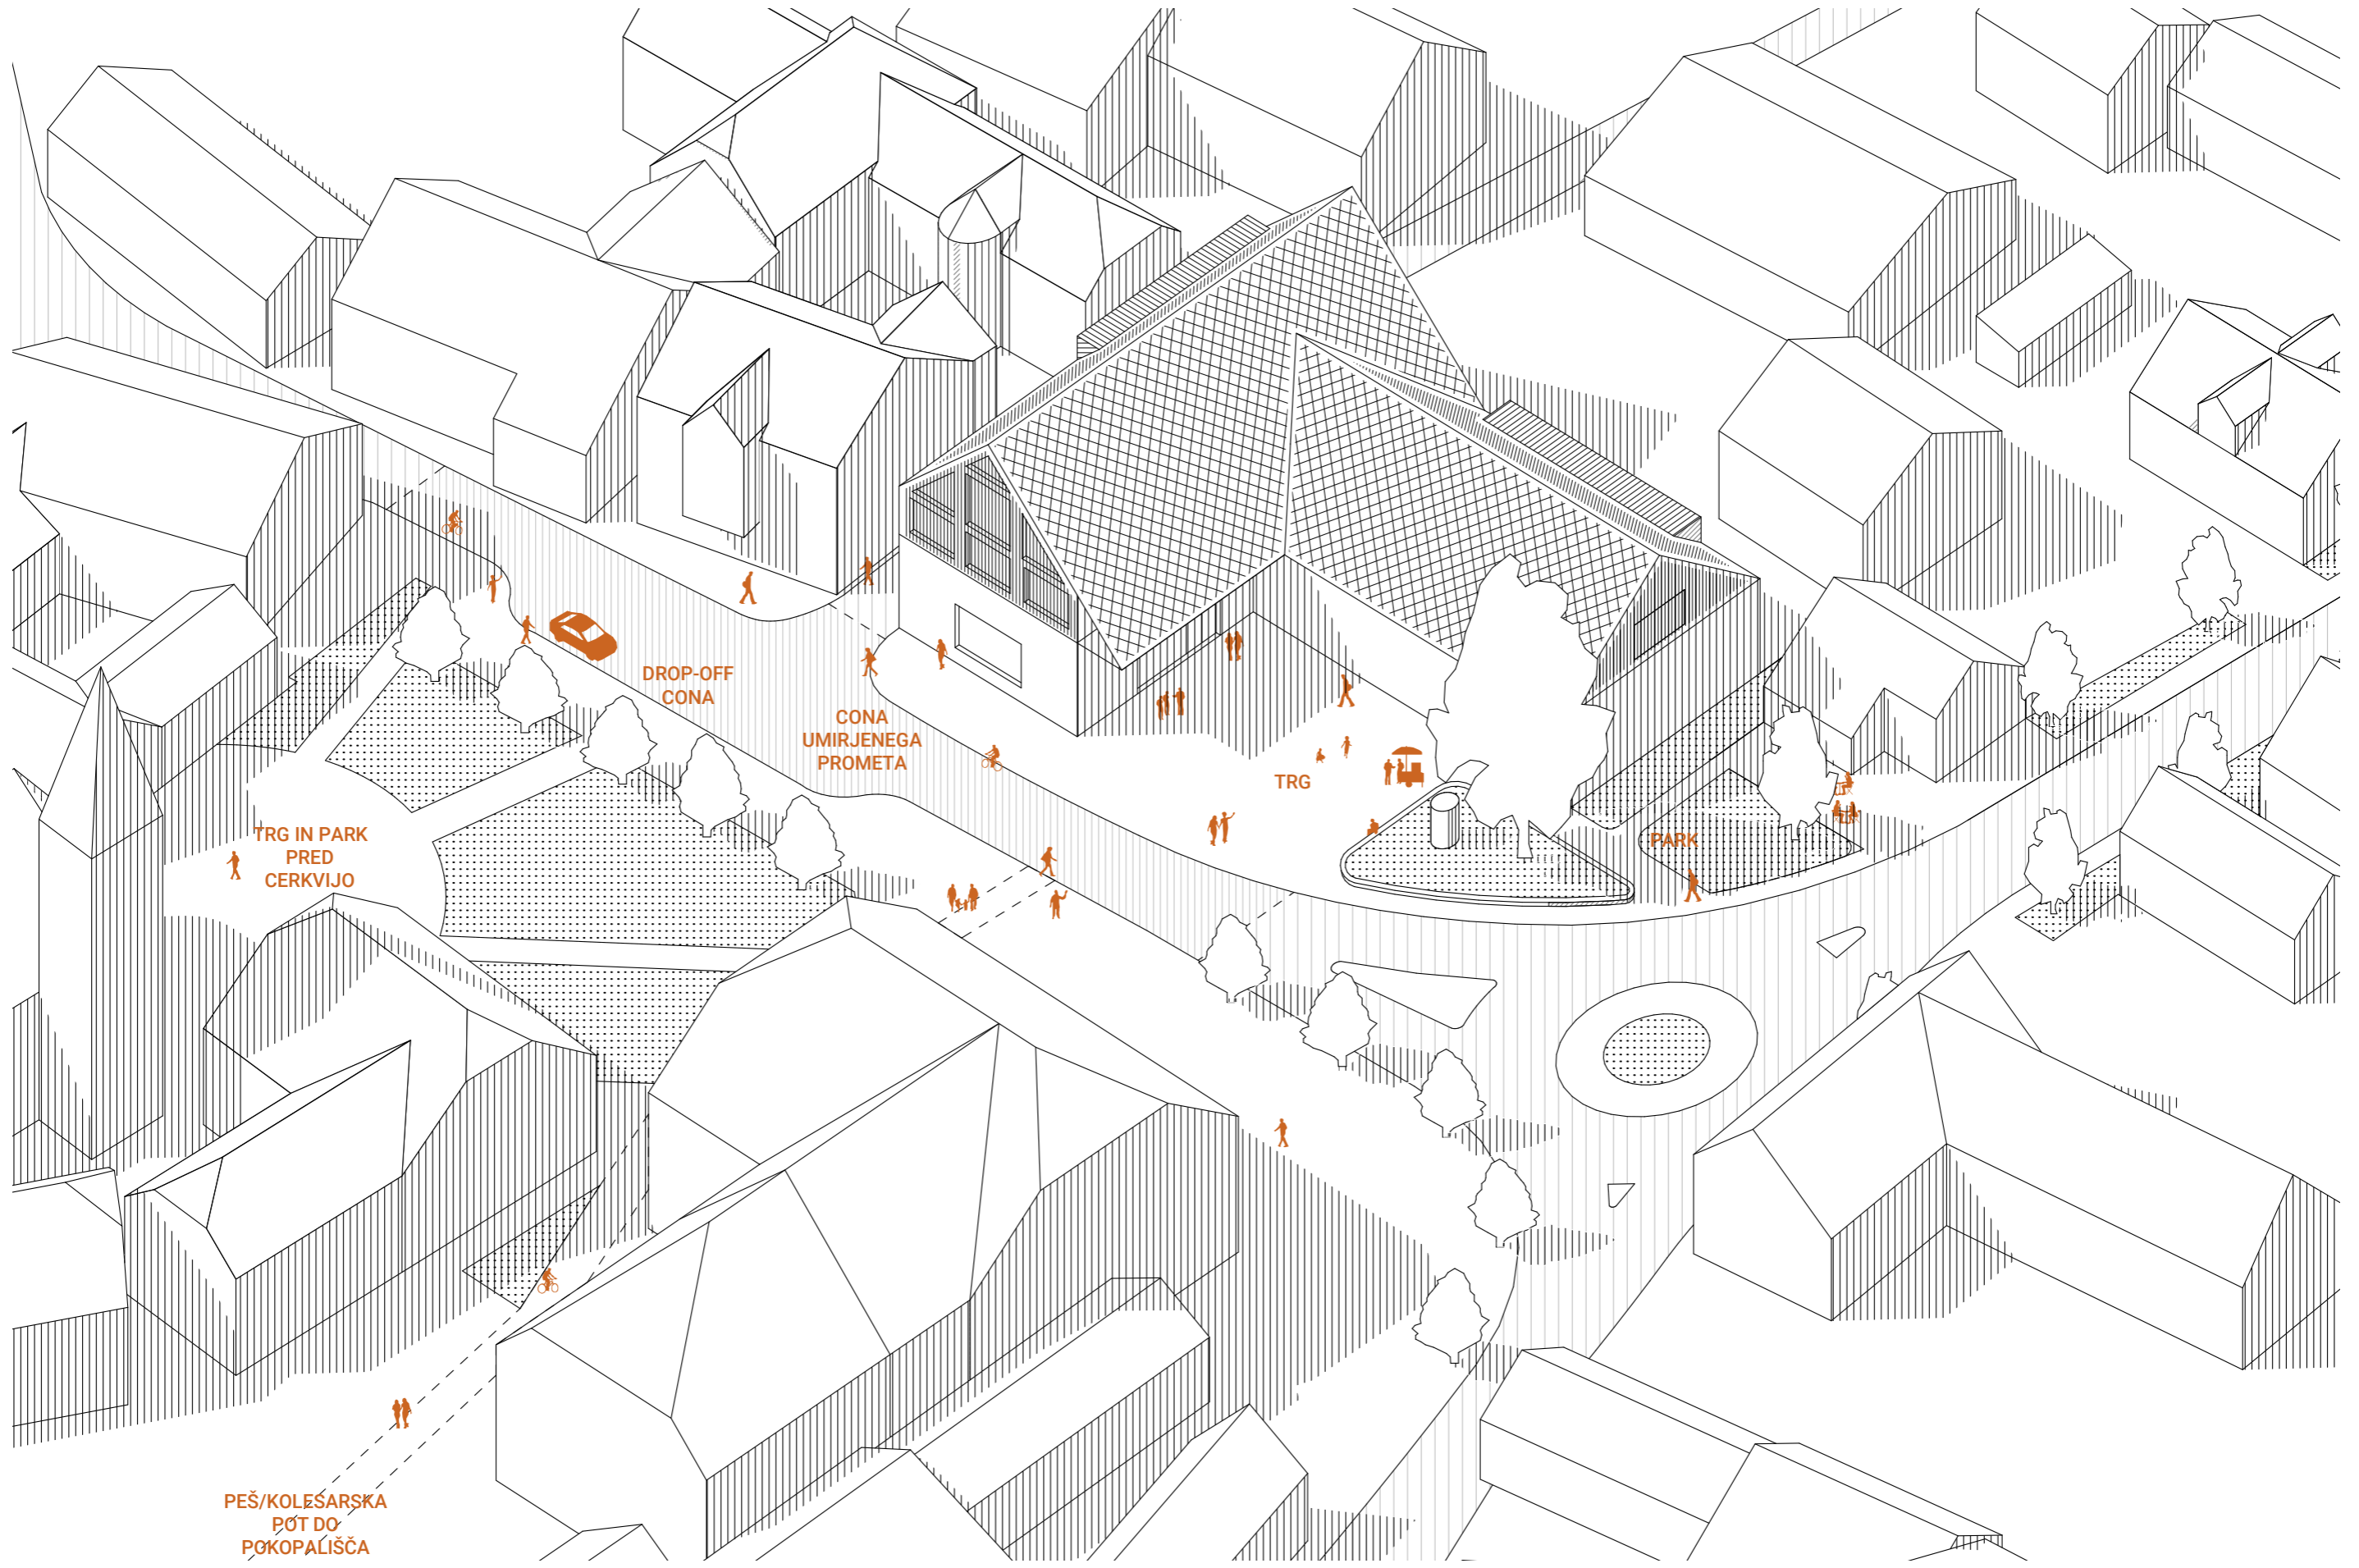 DROP-OFF
CONA
CONA
UMIRJENEGA
PROMETA
TRG
TRG IN PARK
PRED
CERKVIJO
PARK
PEŠ/KOLESARSKA
POT DO
POKOPALIŠČA